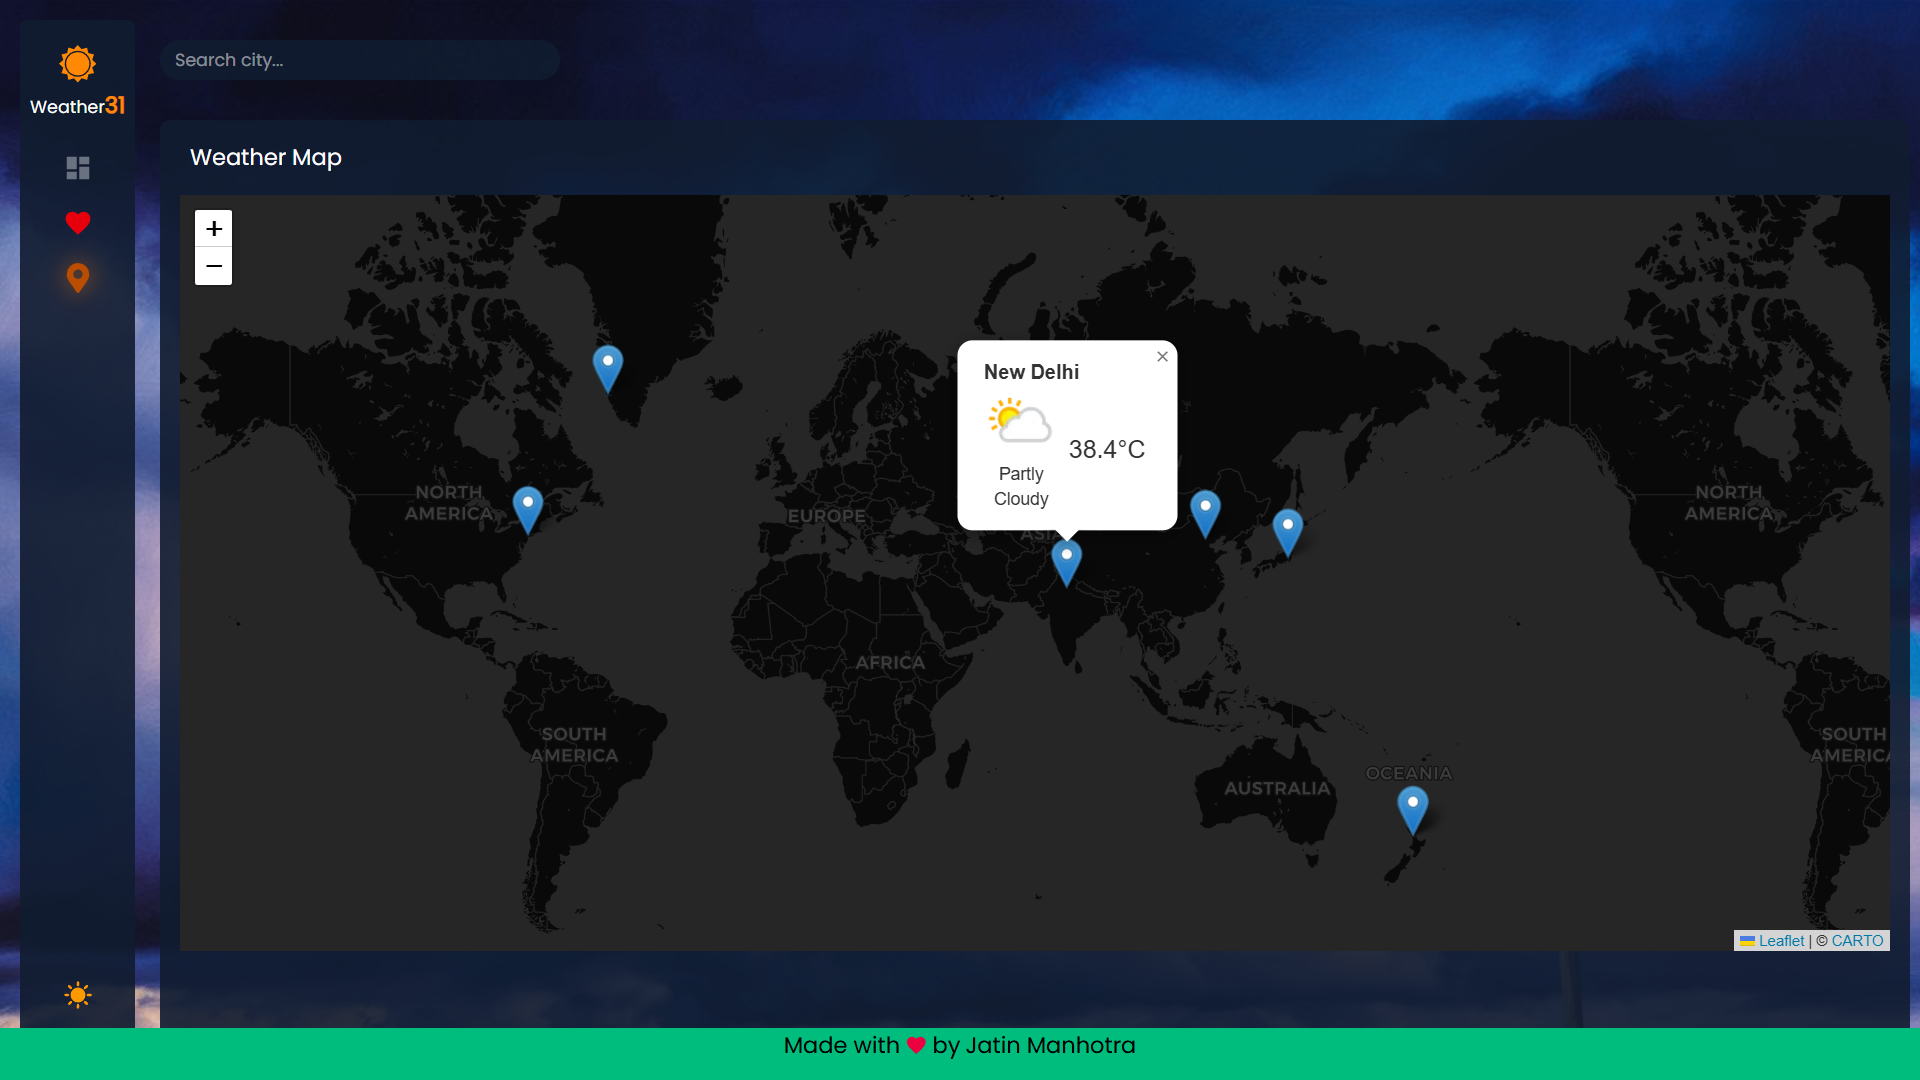 Search city...
Weather31
Weather Map
+
−
New Delhi
×
38.4°C
Partly
Cloudy
NORTH
AMERICA
EUROPE
ASIA
NORTH
AMERICA
AFRICA
SOUTH
AMERICA
SOUTH
AMERICA
OCEANIA
AUSTRALIA
Leaflet | © CARTO
Made with ❤ by Jatin Manhotra